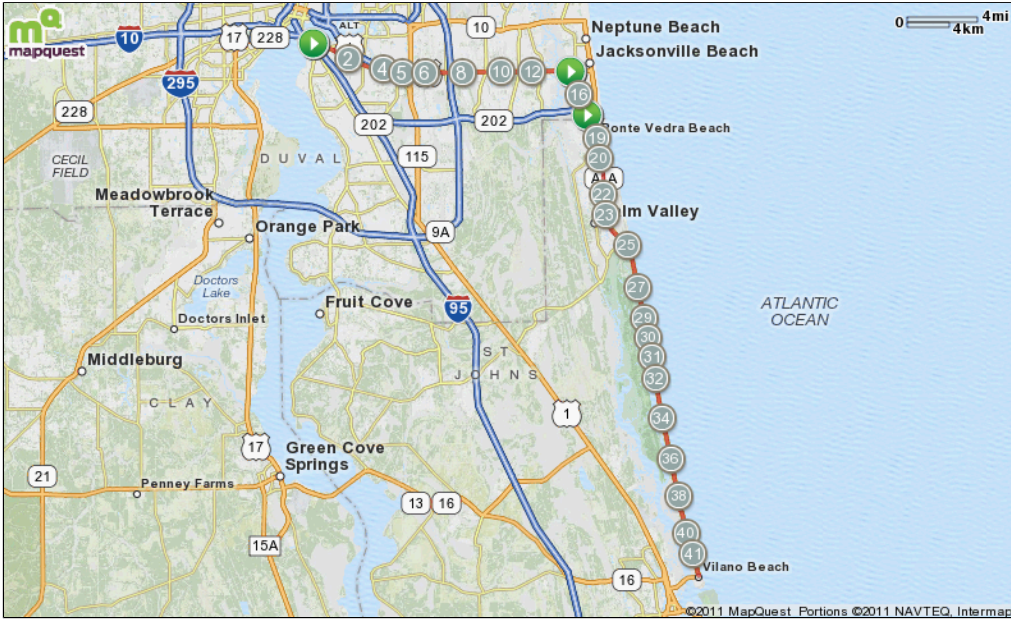 mapquest
10
17
228
ALT
2
4
5
6
8
10
12
10
Neptune Beach
Jacksonville Beach
0
4mi
4km
295
228
202
202
16
onte Vedra Beach
19
20
A A
22
23
lm Valley
25
CECIL
FIELD
DUVAL
115
Meadowbrook
Terrace
Orange Park
9A
Doctors
Lake
Fruit Cove
95
27
ATLANTIC
OCEAN
Doctors Inlet
29
30
31
32
Middleburg
ST
JOHNS
CLAY
1
34
17
Green Cove
Springs
36
21
Penney Farms
13
16
38
15A
40
41
16
Vilano Beach
©2011 MapQuest Portions ©2011 NAVTEQ, Intermap